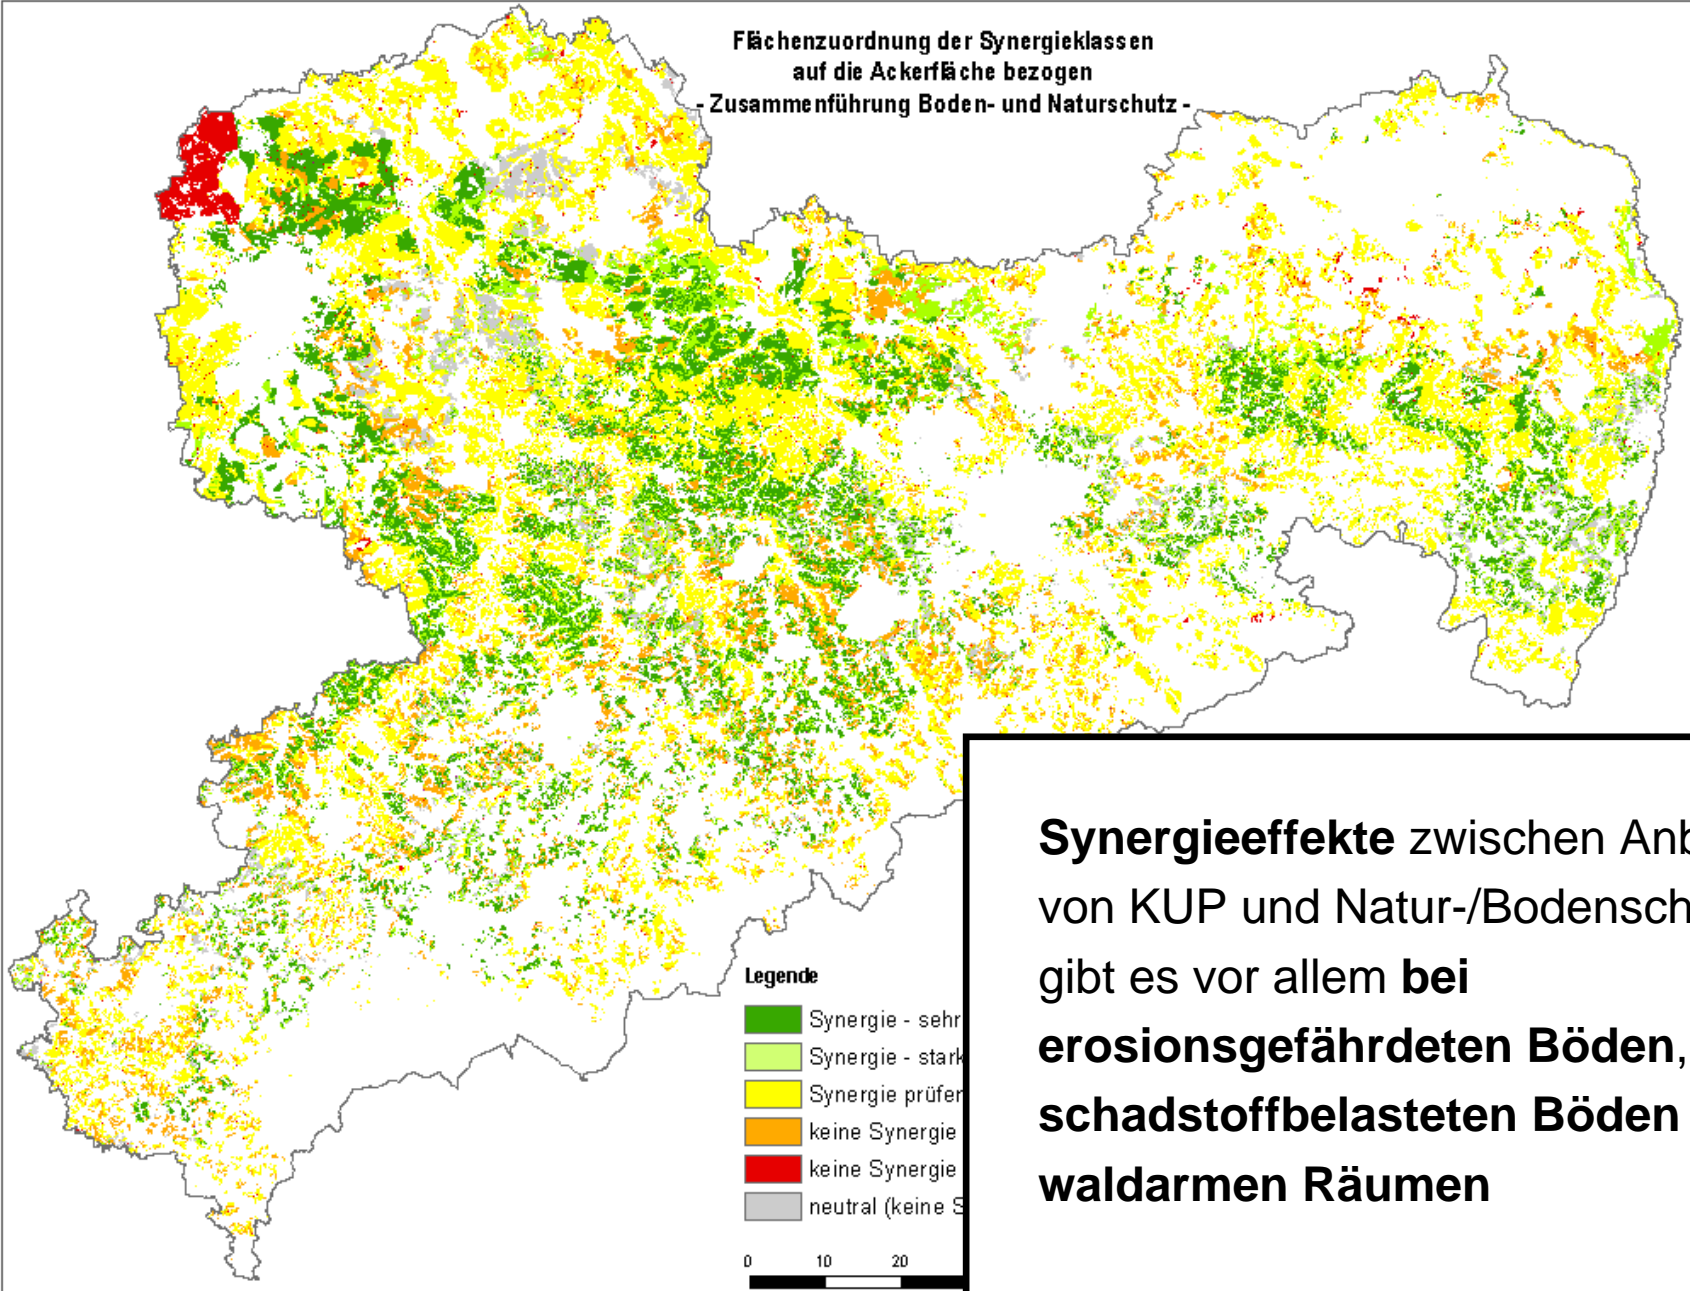 Flächenzuordnung der Synergieklassen
auf die Ackerfläche bezogen
- Zusammenführung Boden- und Naturschutz -
Legende
Synergie - sehr
Synergie - stark
Synergie prüfen
keine Synergie
keine Synergie
neutral (keine S
0 10 20
Synergieeffekte zwischen Anb
von KUP und Natur-/Bodensch
gibt es vor allem bei
erosionsgefährdeten Böden,
schadstoffbelasteten Böden
waldarmen Räumen